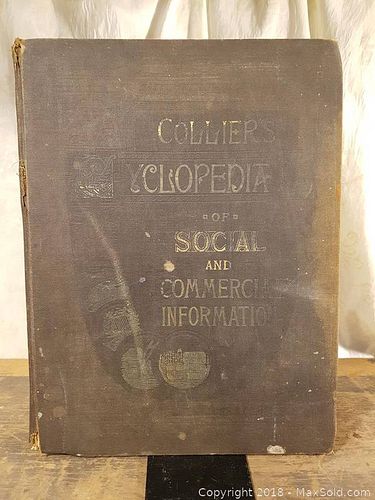 COLLIER'S
CYCLOPEDIA
OF
SOCIAL
AND
COMMERCIAL
INFORMATION
Copyright 2018 - MaxSold.com